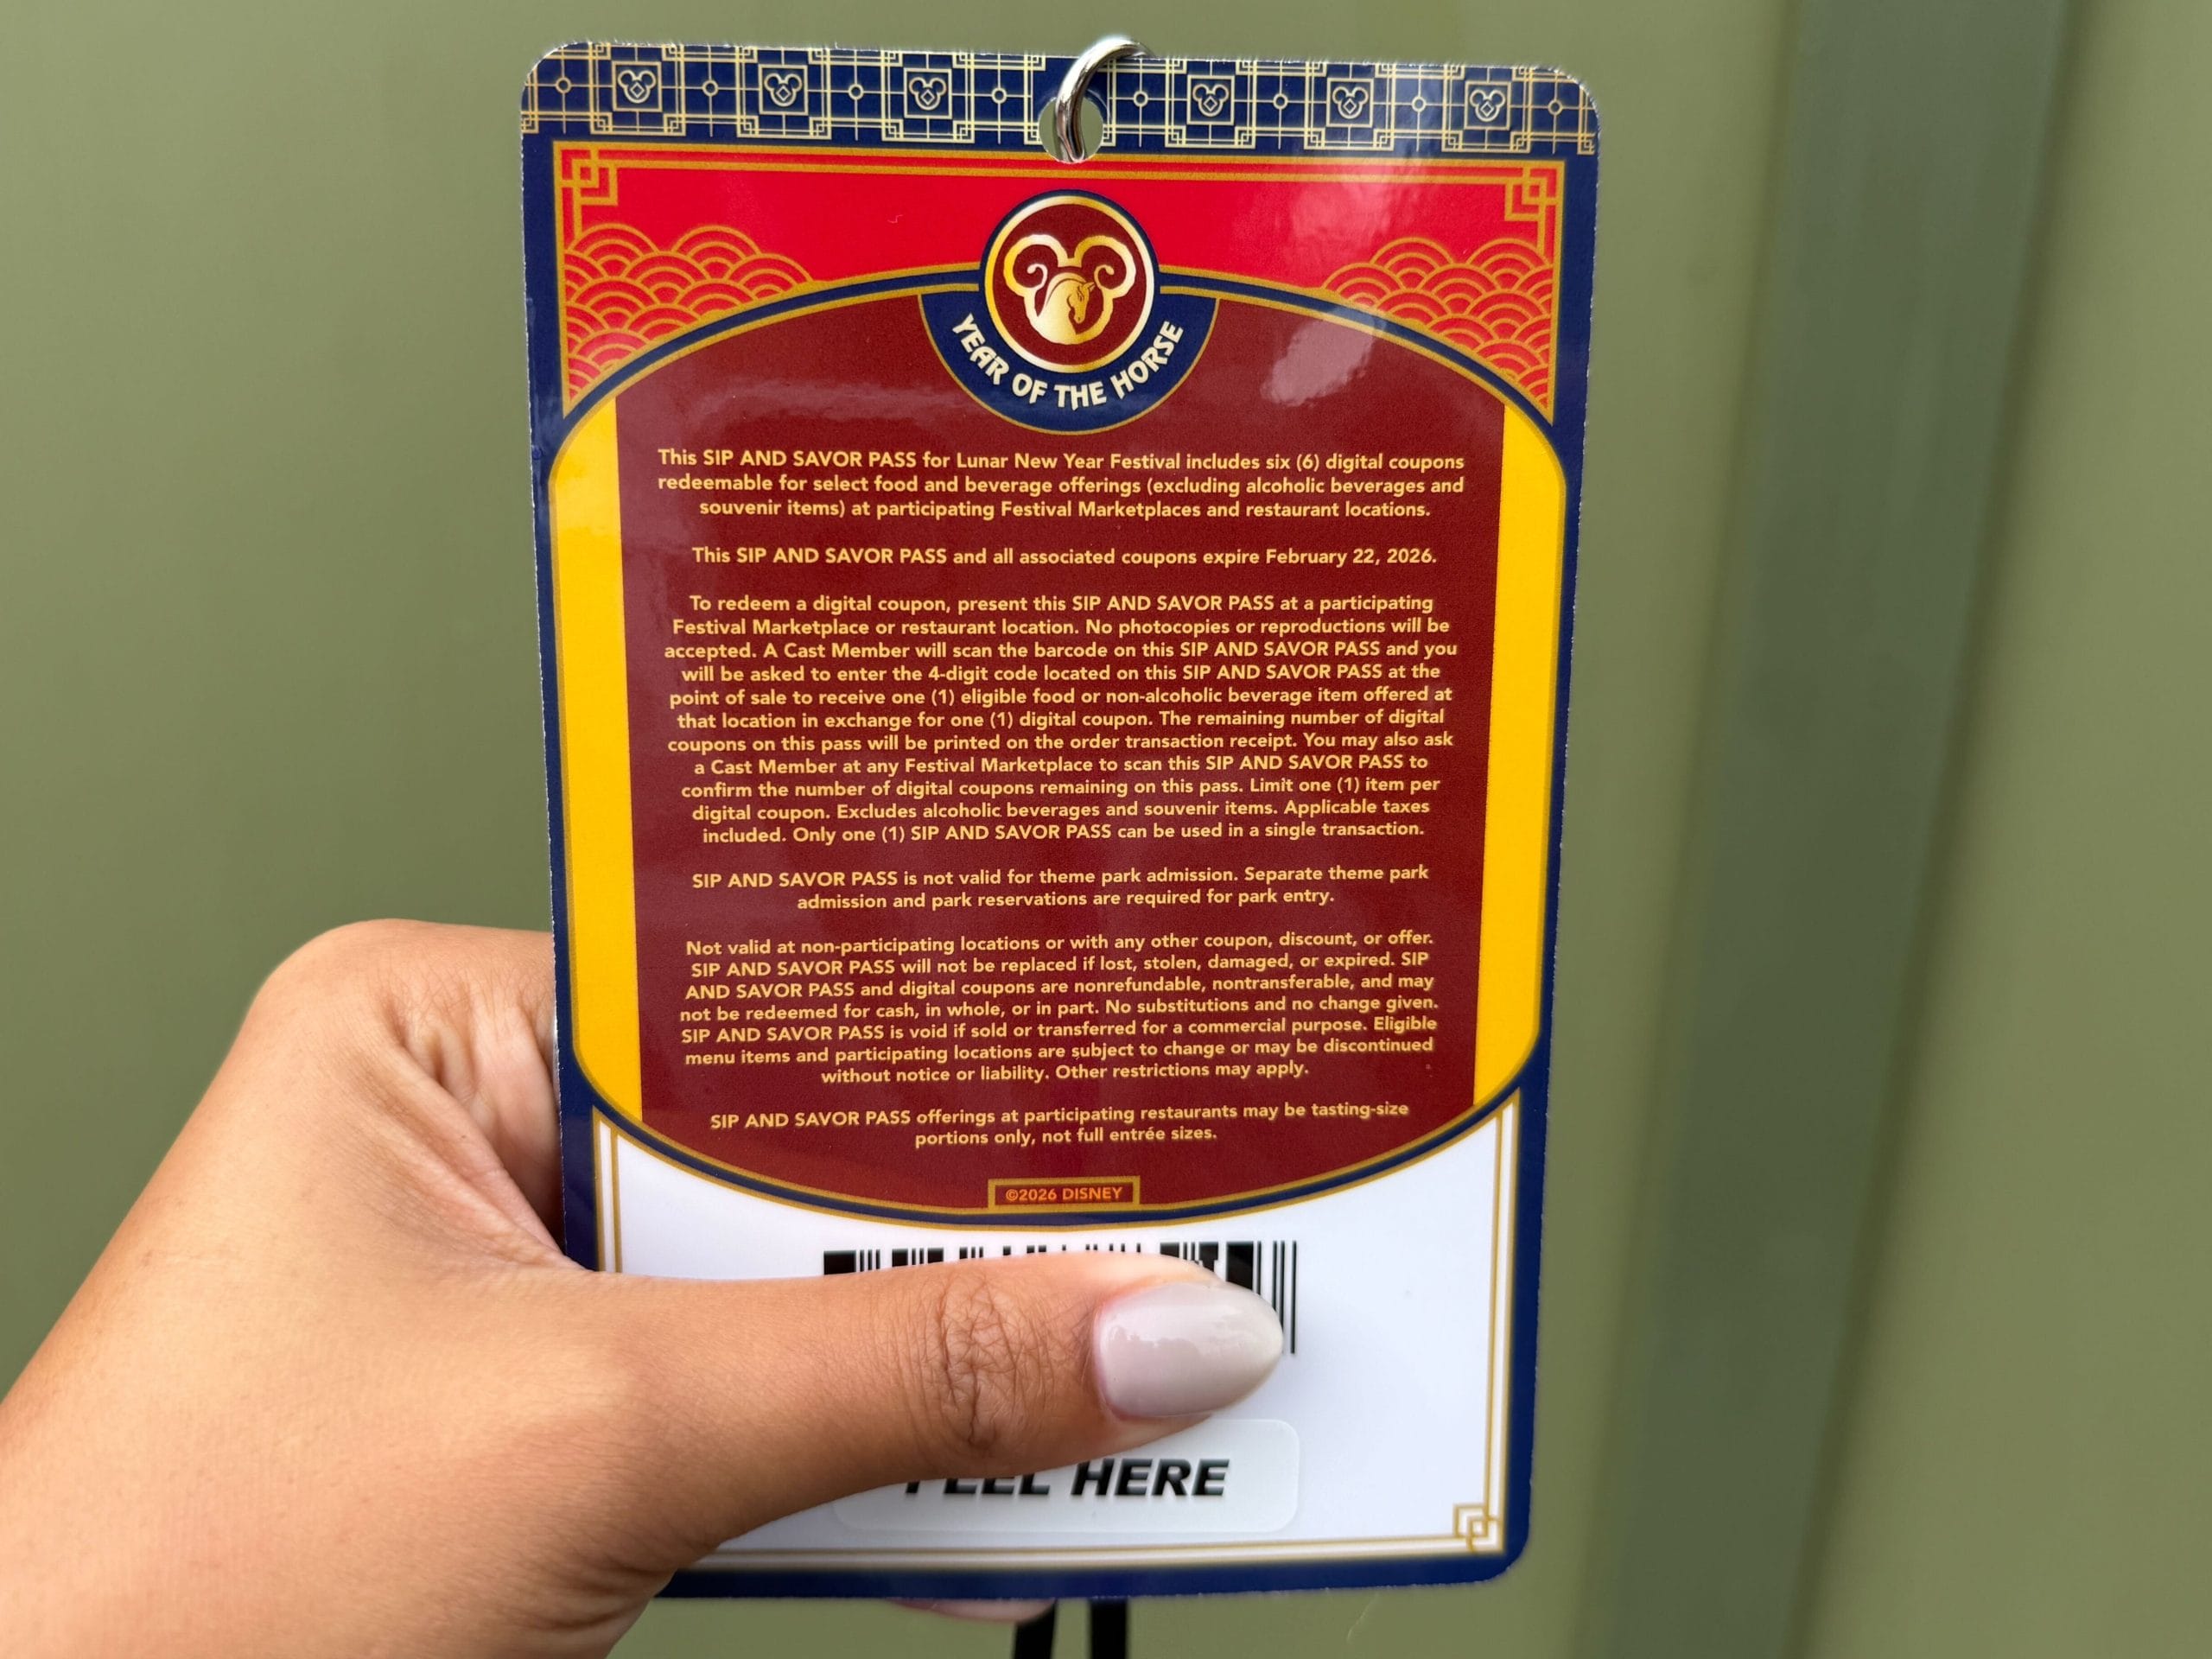 YEAR OF THE HORSE
This SIP AND SAVOR PASS for Lunar New Year Festival includes six (6) digital coupons
redeemable for select food and beverage offerings (excluding alcoholic beverages and
souvenir items) at participating Festival Marketplaces and restaurant locations.
This SIP AND SAVOR PASS and all associated coupons expire February 22, 2026.
To redeem a digital coupon, present this SIP AND SAVOR PASS at a participating
Festival Marketplace or restaurant location. No photocopies or reproductions will be
accepted. A Cast Member will scan the barcode on this SIP AND SAVOR PASS and you
will be asked to enter the 4-digit code located on this SIP AND SAVOR PASS at the
point of sale to receive one (1) eligible food or non-alcoholic beverage item offered at
that location in exchange for one (1) digital coupon. The remaining number of digital
coupons on this pass will be printed on the order transaction receipt. You may also ask
a Cast Member at any Festival Marketplace to scan this SIP AND SAVOR PASS to
confirm the number of digital coupons remaining on this pass. Limit one (1) item per
digital coupon. Excludes alcoholic beverages and souvenir items. Applicable taxes
included. Only one (1) SIP AND SAVOR PASS can be used in a single transaction.
SIP AND SAVOR PASS is not valid for theme park admission. Separate theme park
admission and park reservations are required for park entry.
Not valid at non-participating locations or with any other coupon, discount, or offer.
SIP AND SAVOR PASS will not be replaced if lost, stolen, damaged, or expired. SIP
AND SAVOR PASS and digital coupons are nonrefundable, nontransferable, and may
not be redeemed for cash, in whole, or in part. No substitutions and no change given.
SIP AND SAVOR PASS is void if sold or transferred for a commercial purpose. Eligible
menu items and participating locations are subject to change or may be discontinued
without notice or liability. Other restrictions may apply.
SIP AND SAVOR PASS offerings at participating restaurants may be tasting-size
portions only, not full entrée sizes.
©2026 DISNEY
PEEL HERE